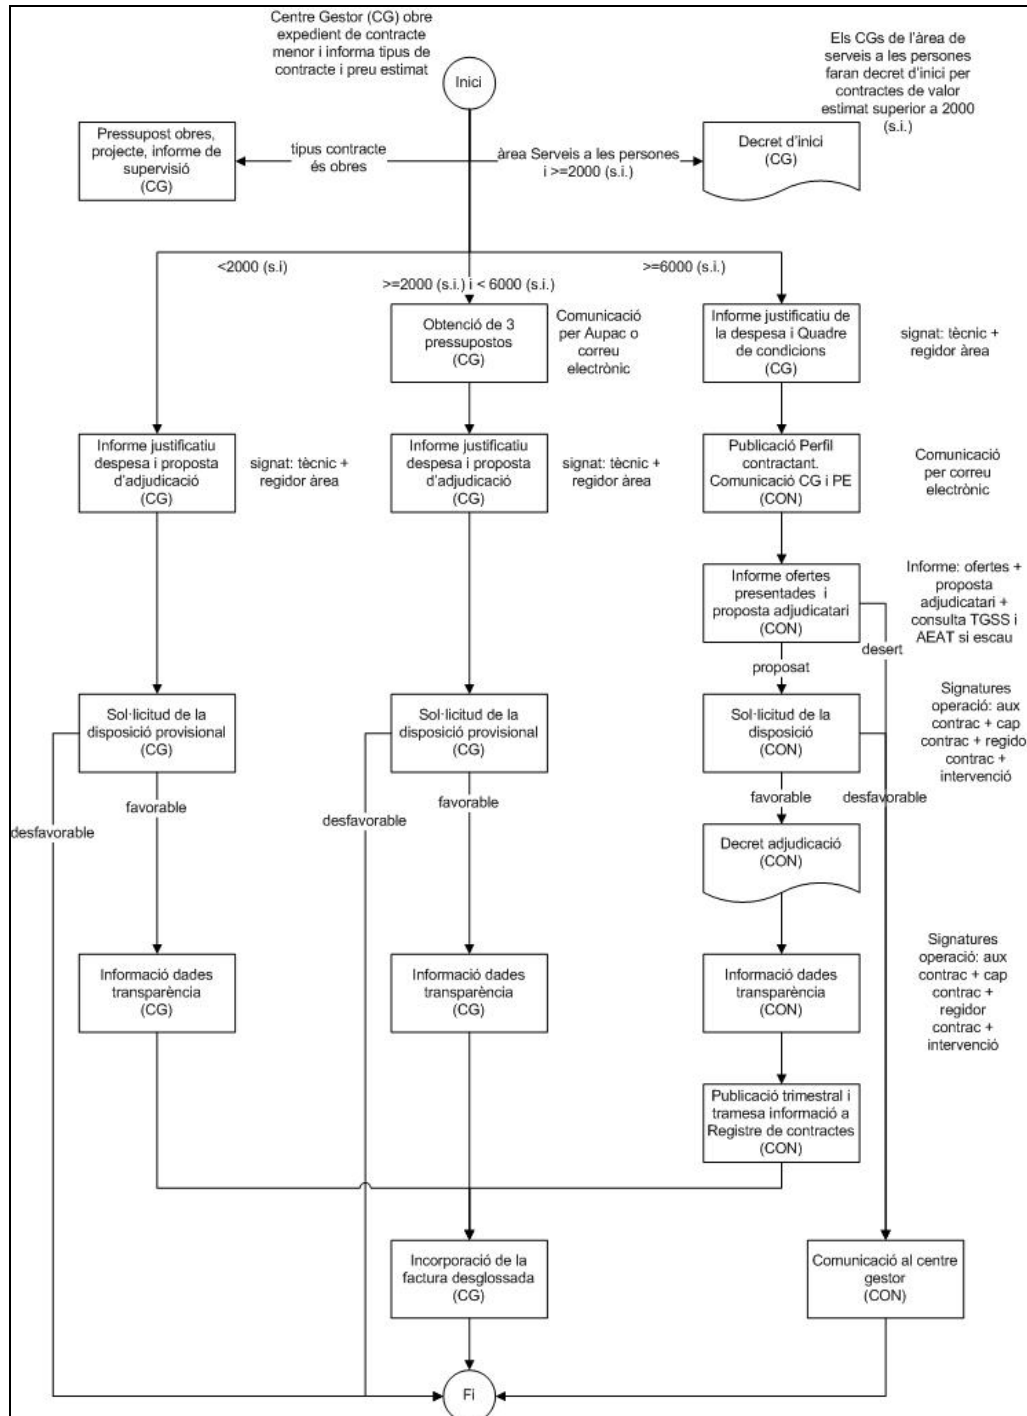 Centre Gestor (CG) obre
expedient de contracte
menor i informa tipus de
contracte i preu estimat
Inici
Els CGs de l'àrea de
serveis a les persones
faran decret d'inici per
contractes de valor
estimat superior a 2000
(s.i.)
Pressupost obres,
projecte, informe de
supervisió
(CG)
tipus contracte
és obres
àrea Serveis a les persones
i >=2000 (s.i.)
Decret d'inici
(CG)
<2000 (s.i)
>=2000 (s.i.) i < 6000 (s.i.)
>=6000 (s.i.)
Obtenció de 3
pressupostos
(CG)
Comunicació
per Aupac o
correu
electrònic
Informe justificatiu de
la despesa i Quadre
de condicions
(CG)
signat: tècnic +
regidor àrea
Informe justificatiu
despesa i proposta
d'adjudicació
(CG)
signat: tècnic +
regidor àrea
Informe justificatiu
despesa i proposta
d'adjudicació
(CG)
signat: tècnic +
regidor àrea
Publicació Perfil
contractant.
Comunicació CG i PE
(CON)
Comunicació
per correu
electrònic
Informe ofertes
presentades i
proposta adjudicatari
(CON)
Informe: ofertes +
proposta
adjudicatari +
consulta TGSS i
AEAT si escau
desert
proposat
Sol·licitud de la
disposició provisional
(CG)
Sol·licitud de la
disposició provisional
(CG)
Sol·licitud de la
disposició
(CON)
Signatures
operació: aux
contrac + cap
contrac + regido
contrac +
intervenció
favorable
desfavorable
favorable
desfavorable
favorable
desfavorable
Decret adjudicació
(CON)
Informació dades
transparència
(CG)
Informació dades
transparència
(CG)
Informació dades
transparència
(CON)
Signatures
operació: aux
contrac + cap
contrac +
regidor
contrac +
intervenció
Publicació trimestral i
tramesa informació a
Registre de contractes
(CON)
Incorporació de la
factura desglossada
(CG)
Comunicació al centre
gestor
(CON)
Fi